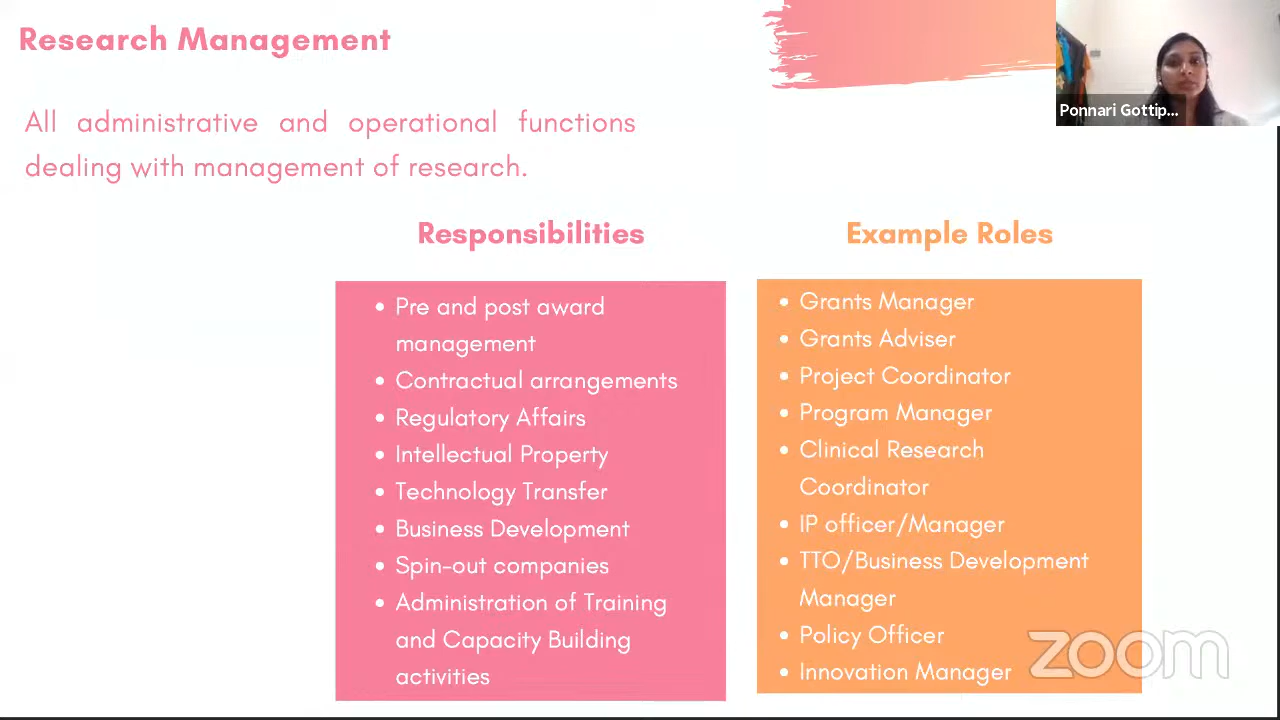 Research Management
All administrative and operational functions
dealing with management of research.
Ponnari Gottip...
Responsibilities
Pre and post award
management
Contractual arrangements
Regulatory Affairs
Intellectual Property
Technology Transfer
Business Development
Spin-out companies
Administration of Training
and Capacity Building
activities
Example Roles
Grants Manager
Grants Adviser
Project Coordinator
Program Manager
Clinical Research
Coordinator
IP officer/Manager
TTO/Business Development
Manager
Policy Officer
Innovation Manager
zoom